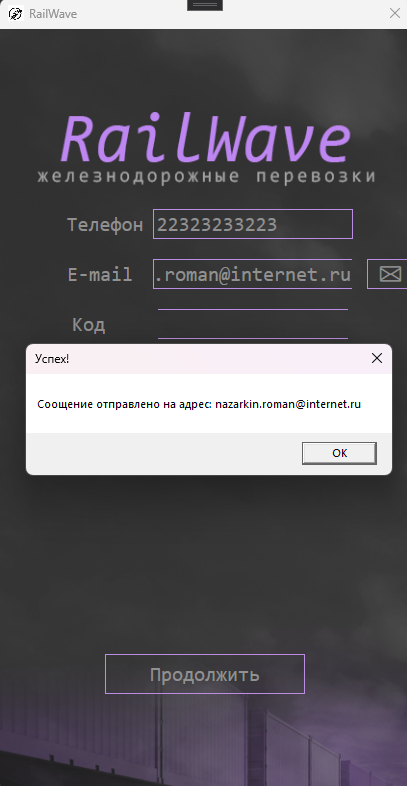 RailWave
RailWave
железнодорожные перевозки
Телефон 22323233223
E-mail .roman@internet.ru
Код
Успех!
Соощение отправлено на адрес: nazarkin.roman@internet.ru
OK
Продолжить